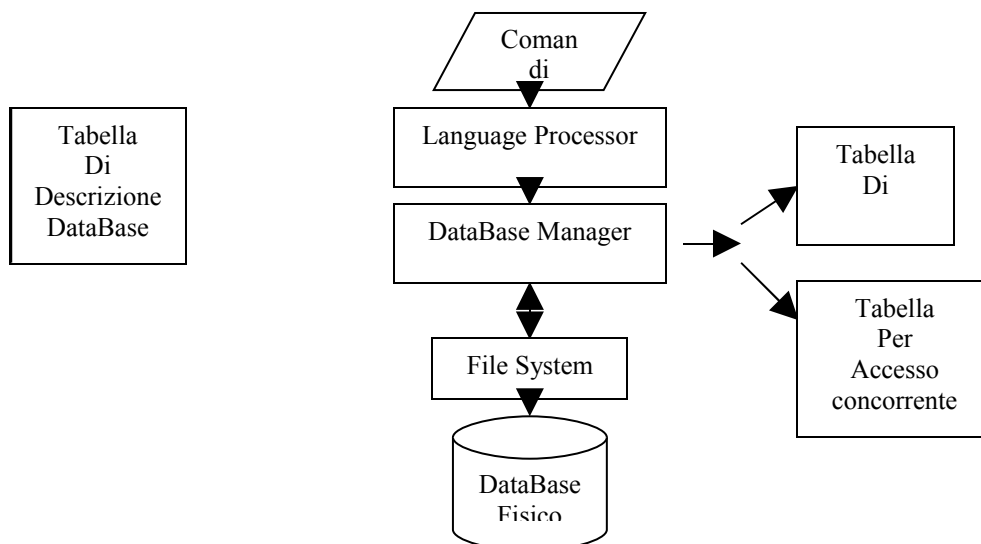 Coman
di
Tabella
Di
Descrizione
DataBase
Language Processor
DataBase Manager
Tabella
Di
File System
Tabella
Per
Accesso
concorrente
DataBase
Fisico